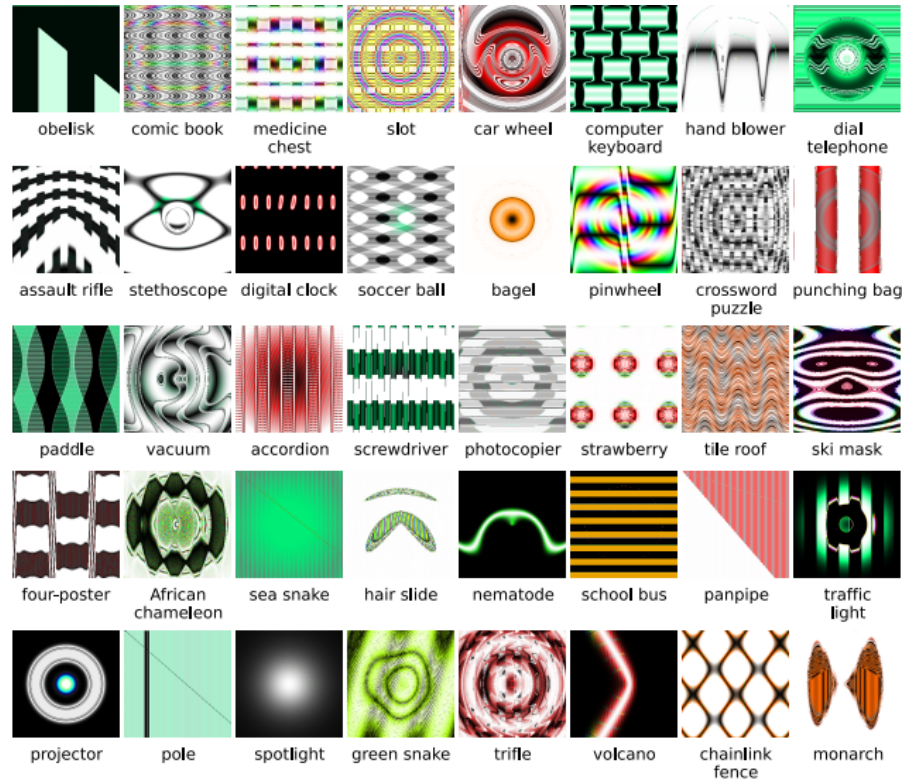 obelisk
comic book
medicine
chest
slot
car wheel
computer
keyboard
hand blower
dial
telephone
assault rifle
stethoscope
digital clock
soccer ball
bagel
pinwheel
crossword
puzzle
punching bag
paddle
vacuum
accordion
screwdriver
photocopier
strawberry
tile roof
ski mask
four-poster
African
chameleon
sea snake
hair slide
nematode
school bus
panpipe
traffic
light
projector
pole
spotlight
green snake
trifle
volcano
chainlink
fence
monarch